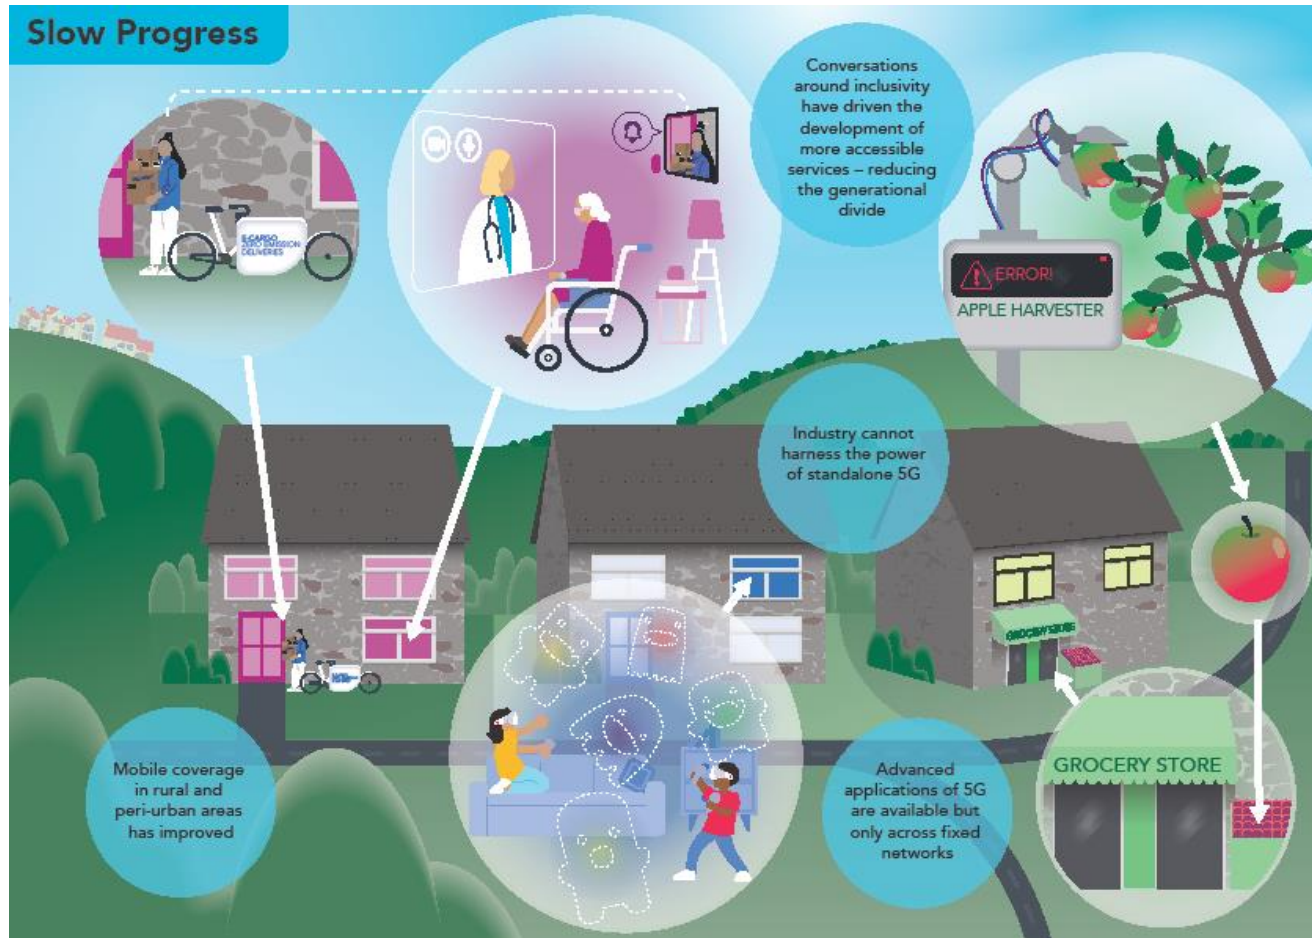 Slow Progress
Conversations
around inclusivity
have driven the
development of
more accessible
services – reducing
the generational
divide
E-CARGO
ZERO EMISSION
DELIVERIES
ERROR!
APPLE HARVESTER
Industry cannot
harness the power
of standalone 5G
GROCERY STORE
Mobile coverage
in rural and
peri-urban areas
has improved
Advanced
applications of 5G
are available but
only across fixed
networks
GROCERY STORE